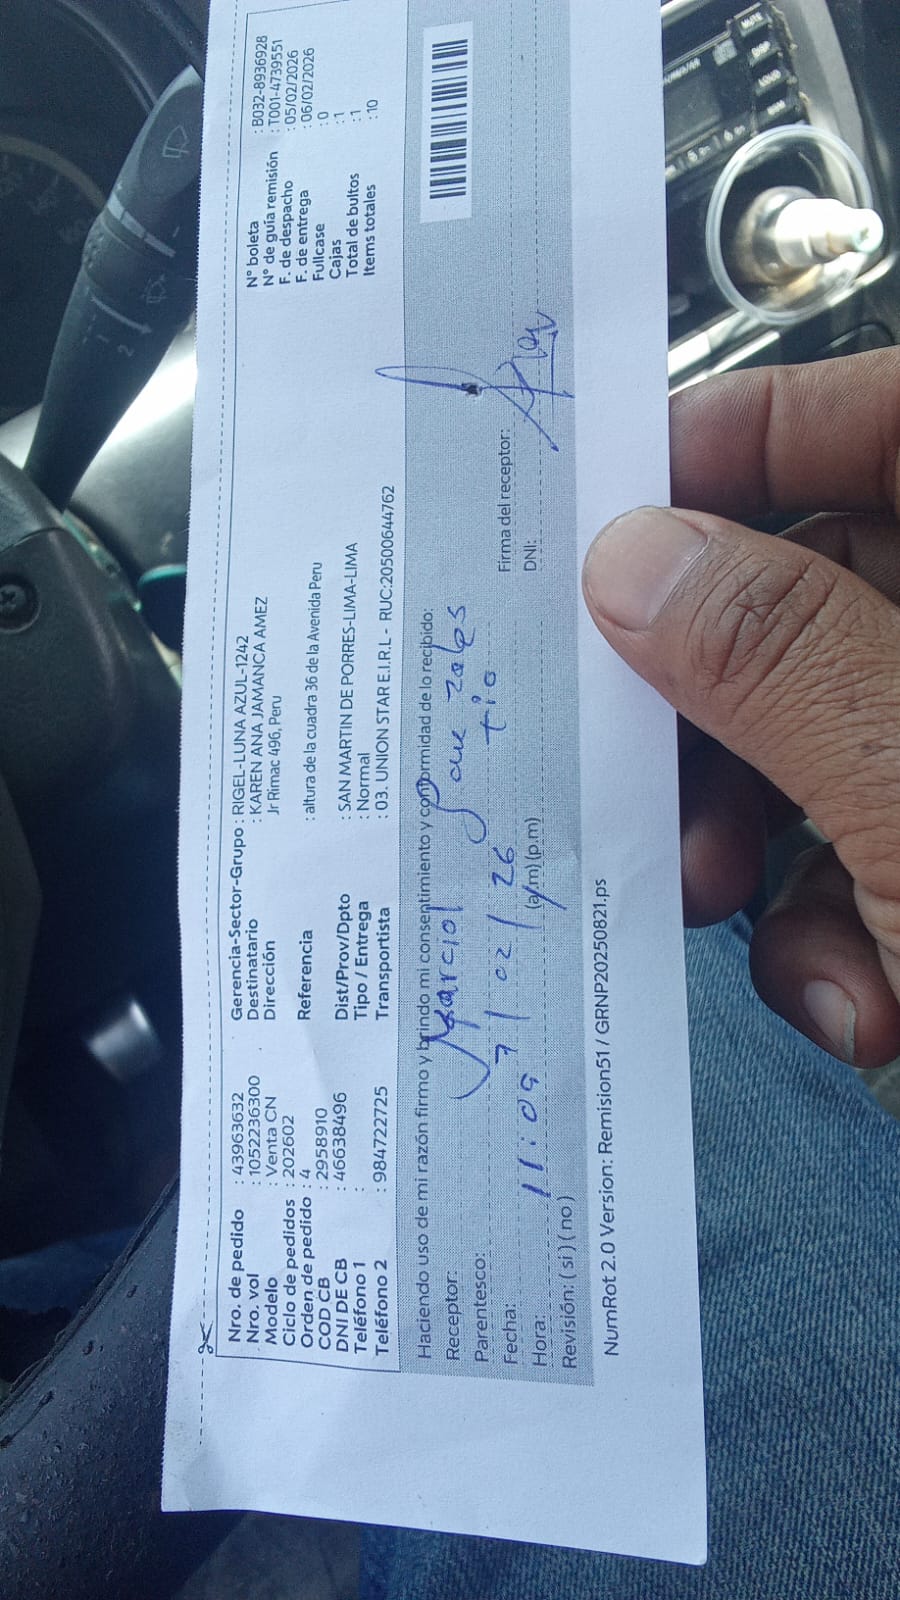 Nro. de pedido : 43963632
Nro. vol : 1052236300
Modelo : Venta CN
Ciclo de pedidos : 202602
Orden de pedido : 4
COD CB : 2958910
DNI DE CB : 46638496
Teléfono 1 :
Teléfono 2 : 984722725
Gerencia-Sector-Grupo : RIGEL-LUNA AZUL-1242
Destinatario : KAREN ANA JAMANCA AMEZ
Dirección Jr Rimac 496, Peru
Referencia : altura de la cuadra 36 de la Avenida Peru
Dist/Prov/Dpto : SAN MARTIN DE PORRES-LIMA-LIMA
Tipo / Entrega : Normal
Transportista : 03. UNION STAR E.I.R.L - RUC:20500644762
N° boleta : B032-8936928
N° de guía remisión : T001-4739551
F. de despacho : 05/02/2026
F. de entrega : 06/02/2026
Fullcase : 0
Cajas : 1
Total de bultos : 1
Items totales : 10
Haciendo uso de mi razón firmo y brindo mi consentimiento y conformidad de lo recibido:
Receptor: Marciol
Parentesco: tio
Fecha: 7/02/26
Hora: 11:09 (a.m) (p.m)
Revisión: ( si ) ( no )
Firma del receptor:
DNI:
NumRot 2.0 Version: Remision51 / GRNP20250821.ps
MUTE
DISP
LOUD